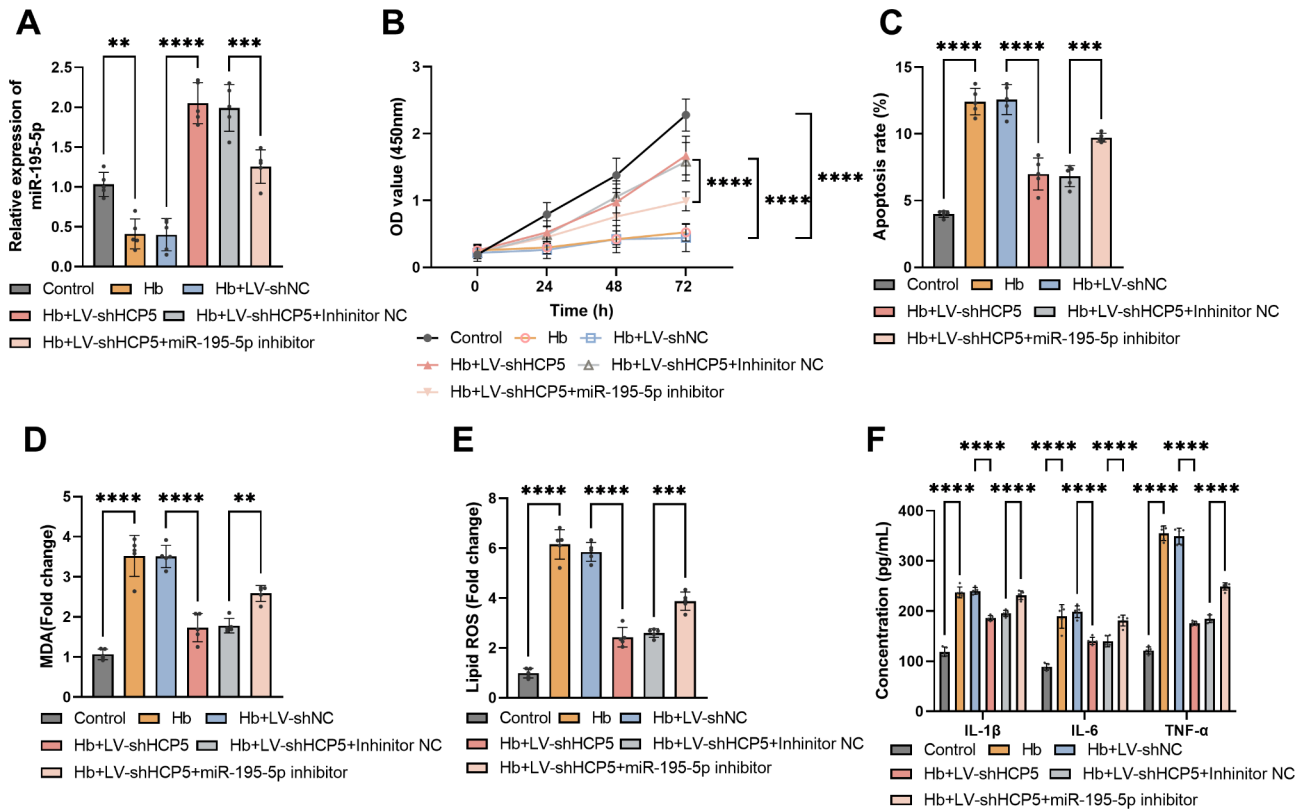 A
** **** ***
Relative expression of
miR-195-5p
2.5
2.0
1.5
1.0
0.5
0.0
Control Hb Hb+LV-shNC
Hb+LV-shHCP5 Hb+LV-shHCP5+Inhinitor NC
Hb+LV-shHCP5+miR-195-5p inhibitor
B
OD value (450nm)
3
2
1
0
0 24 48 72
Time (h)
**** **** ****
Control Hb Hb+LV-shNC
Hb+LV-shHCP5 Hb+LV-shHCP5+Inhinitor NC
Hb+LV-shHCP5+miR-195-5p inhibitor
C
**** **** ***
Apoptosis rate (%)
15
10
5
0
Control Hb Hb+LV-shNC
Hb+LV-shHCP5 Hb+LV-shHCP5+Inhinitor NC
Hb+LV-shHCP5+miR-195-5p inhibitor
D
**** **** **
MDA(Fold change)
5
4
3
2
1
0
Control Hb Hb+LV-shNC
Hb+LV-shHCP5 Hb+LV-shHCP5+Inhinitor NC
Hb+LV-shHCP5+miR-195-5p inhibitor
E
**** **** ***
Lipid ROS (Fold change)
8
6
4
2
0
Control Hb Hb+LV-shNC
Hb+LV-shHCP5 Hb+LV-shHCP5+Inhinitor NC
Hb+LV-shHCP5+miR-195-5p inhibitor
F
**** **** **** ****
**** **** **** **** ****
Concentration (pg/mL)
400
300
200
100
0
IL-1β IL-6 TNF-α
Control Hb Hb+LV-shNC
Hb+LV-shHCP5 Hb+LV-shHCP5+Inhinitor NC
Hb+LV-shHCP5+miR-195-5p inhibitor